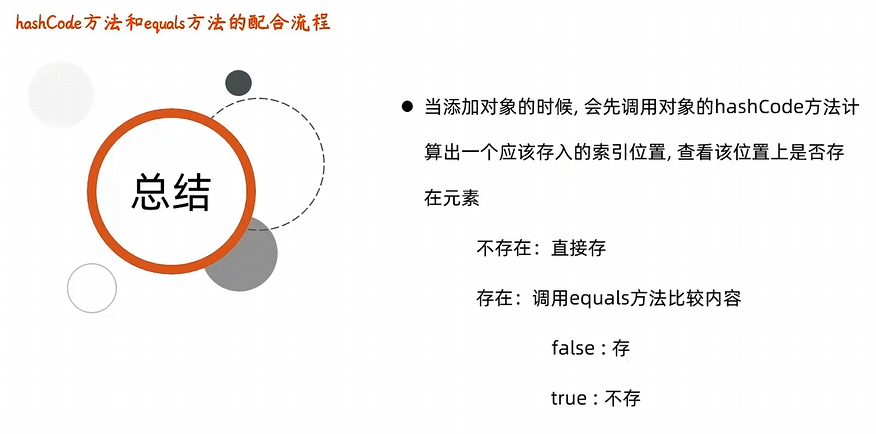 hashCode方法和equals方法的配合流程
总结
● 当添加对象的时候, 会先调用对象的hashCode方法计
算出一个应该存入的索引位置, 查看该位置上是否存
在元素
不存在：直接存
存在：调用equals方法比较内容
false : 存
true : 不存